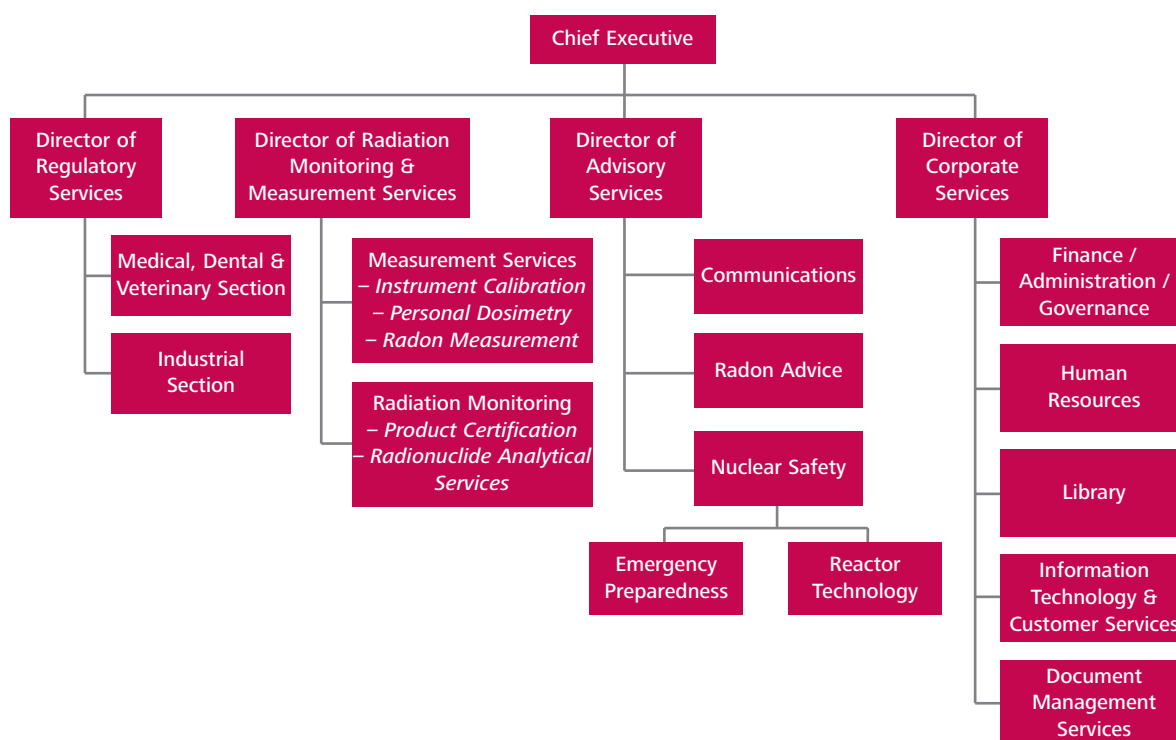 Chief Executive
Director of
Regulatory
Services
Director of Radiation
Monitoring &
Measurement Services
Director of
Advisory
Services
Director of
Corporate
Services
Medical, Dental &
Veterinary Section
Industrial
Section
Measurement Services
– Instrument Calibration
– Personal Dosimetry
– Radon Measurement
Radiation Monitoring
– Product Certification
– Radionuclide Analytical
Services
Communications
Radon Advice
Nuclear Safety
Emergency
Preparedness
Reactor
Technology
Finance /
Administration /
Governance
Human
Resources
Library
Information
Technology &
Customer Services
Document
Management
Services